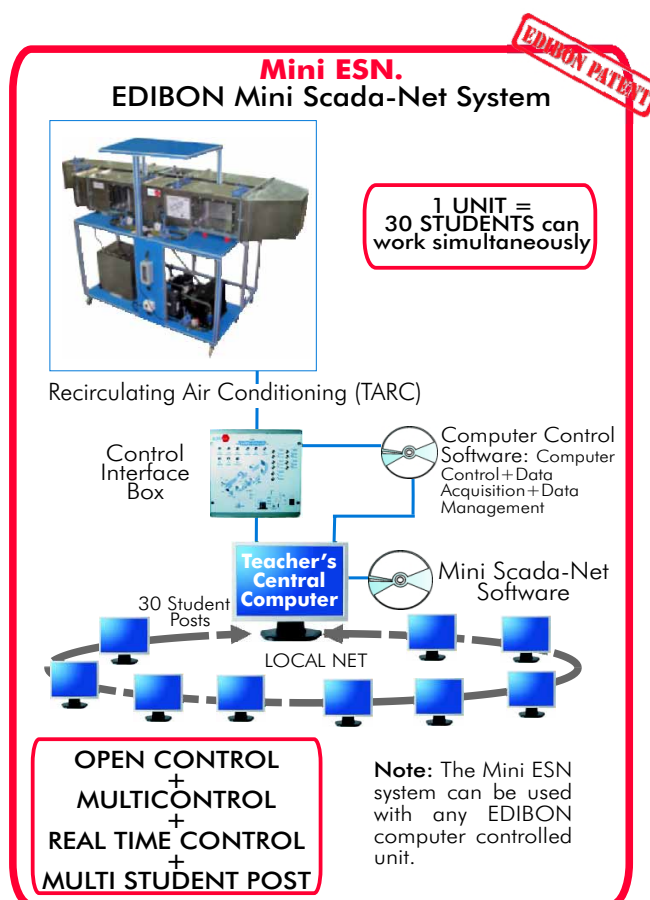 EDIBON PATENT
Mini ESN.
EDIBON Mini Scada-Net System
1 UNIT =
30 STUDENTS can
work simultaneously
Recirculating Air Conditioning (TARC)
Control
Interface
Box
Computer Control
Software: Computer
Control+Data
Acquisition+Data
Management
Teacher's
Central
Computer
Mini Scada-Net
Software
30 Student
Posts
LOCAL NET
OPEN CONTROL
+
MULTICONTROL
+
REAL TIME CONTROL
+
MULTI STUDENT POST
Note: The Mini ESN
system can be used
with any EDIBON
computer controlled
unit.